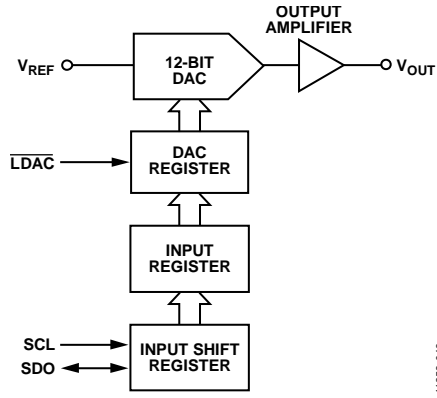 OUTPUT
AMPLIFIER
VREF
12-BIT
DAC
VOUT
LDAC
DAC
REGISTER
INPUT
REGISTER
SCL
SDO
INPUT SHIFT
REGISTER